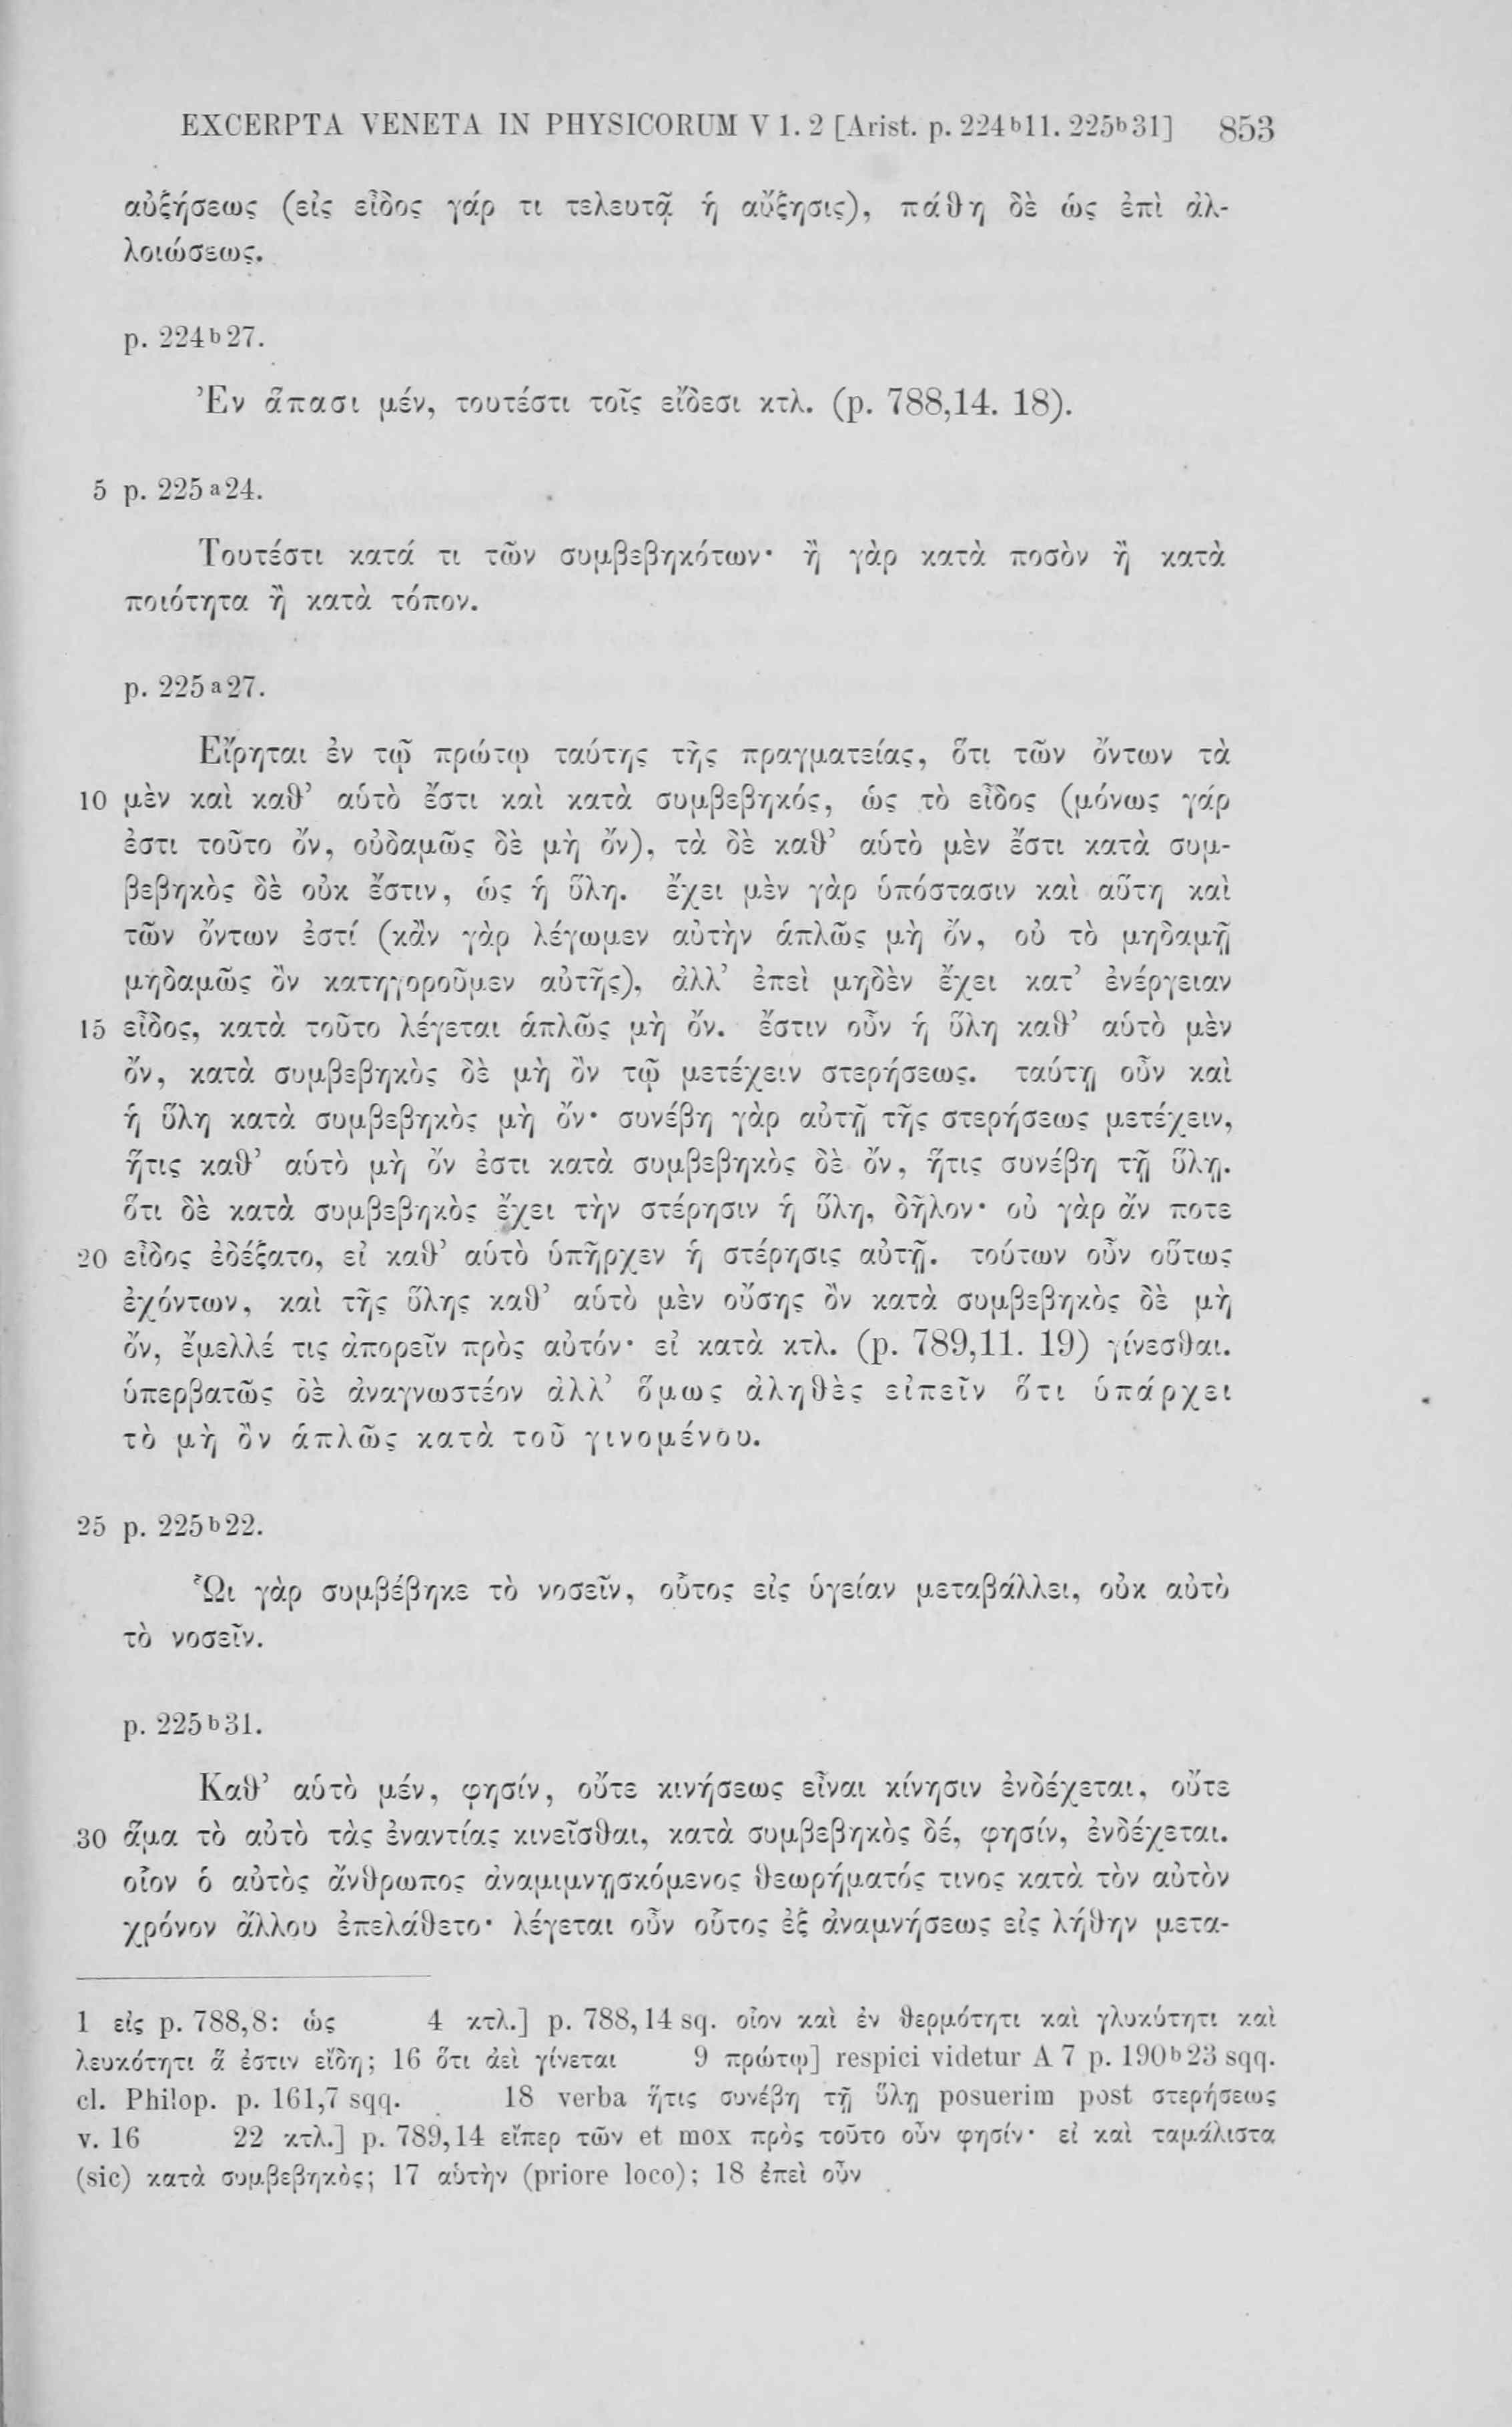 EXCERPTA VENETA IN PHYSICORUM V 1. 2 [Arist. p. 224b11. 225b31] 853
αὐξήσεως (εἰς εἶδος γάρ τι τελευτᾷ ἡ αὔξησις), πάθη δὲ ὡς ἐπὶ ἀλ-
λοιώσεως.
p. 224b27.
Ἐν ἅπασι μέν, τουτέστι τοῖς εἴδεσι κτλ. (p. 788,14. 18).
5 p. 225a24.
Τουτέστι κατά τι τῶν συμβεβηκότων· ἢ γὰρ κατὰ ποσὸν ἢ κατὰ
ποιότητα ἢ κατὰ τόπον.
p. 225a27.
Εἴρηται ἐν τῷ πρώτῳ ταύτης τῆς πραγματείας, ὅτι τῶν ὄντων τὰ
10 μὲν καὶ καθ’ αὑτὸ ἔστι καὶ κατὰ συμβεβηκός, ὡς τὸ εἶδος (μόνως γάρ
ἐστι τοῦτο ὄν, οὐδαμῶς δὲ μὴ ὄν), τὰ δὲ καθ’ αὑτὸ μὲν ἔστι κατὰ συμ-
βεβηκὸς δὲ οὐκ ἔστιν, ὡς ἡ ὕλη. ἔχει μὲν γὰρ ὑπόστασιν καὶ αὕτη καὶ
τῶν ὄντων ἐστί (κἂν γὰρ λέγωμεν αὐτὴν ἁπλῶς μὴ ὄν, οὐ τὸ μηδαμῇ
μηδαμῶς ὂν κατηγοροῦμεν αὐτῆς), ἀλλ’ ἐπεὶ μηδὲν ἔχει κατ’ ἐνέργειαν
15 εἶδος, κατὰ τοῦτο λέγεται ἁπλῶς μὴ ὄν. ἔστιν οὖν ἡ ὕλη καθ’ αὑτὸ μὲν
ὄν, κατὰ συμβεβηκὸς δὲ μὴ ὂν τῷ μετέχειν στερήσεως. ταύτῃ οὖν καὶ
ἡ ὕλη κατὰ συμβεβηκὸς μὴ ὄν· συνέβη γὰρ αὐτῇ τῆς στερήσεως μετέχειν,
ἥτις καθ’ αὑτὸ μὴ ὄν ἐστι κατὰ συμβεβηκὸς δὲ ὄν, ἥτις συνέβη τῇ ὕλῃ.
ὅτι δὲ κατὰ συμβεβηκὸς ἔχει τὴν στέρησιν ἡ ὕλη, δῆλον· οὐ γὰρ ἄν ποτε
20 εἶδος ἐδέξατο, εἰ καθ’ αὑτὸ ὑπῆρχεν ἡ στέρησις αὐτῇ. τούτων οὖν οὕτως
ἐχόντων, καὶ τῆς ὕλης καθ’ αὑτὸ μὲν οὔσης ὂν κατὰ συμβεβηκὸς δὲ μὴ
ὄν, ἔμελλέ τις ἀπορεῖν πρὸς αὐτόν· εἰ κατὰ κτλ. (p. 789,11. 19) γίνεσθαι.
ὑπερβατῶς δὲ ἀναγνωστέον ἀλλ’ ὅμως ἀληθὲς εἰπεῖν ὅτι ὑπάρχει
τὸ μὴ ὂν ἁπλῶς κατὰ τοῦ γινομένου.
25 p. 225b22.
Ὧι γὰρ συμβέβηκε τὸ νοσεῖν, οὗτος εἰς ὑγείαν μεταβάλλει, οὐκ αὐτὸ
τὸ νοσεῖν.
p. 225b31.
Καθ’ αὑτὸ μέν, φησίν, οὔτε κινήσεως εἶναι κίνησιν ἐνδέχεται, οὔτε
30 ἅμα τὸ αὐτὸ τὰς ἐναντίας κινεῖσθαι, κατὰ συμβεβηκὸς δέ, φησίν, ἐνδέχεται.
οἷον ὁ αὐτὸς ἄνθρωπος ἀναμιμνῃσκόμενος θεωρήματός τινος κατὰ τὸν αὐτὸν
χρόνον ἄλλου ἐπελάθετο· λέγεται οὖν οὗτος ἐξ ἀναμνήσεως εἰς λήθην μετα-
1 εἰς p. 788,8: ὡς 4 κτλ.] p. 788,14 sq. οἷον καὶ ἐν θερμότητι καὶ γλυκύτητι καὶ
λευκότητι ἅ ἐστιν εἴδη; 16 ὅτι ἀεὶ γίνεται 9 πρώτῳ] respici videtur A 7 p. 190b23 sqq.
cl. Philop. p. 161,7 sqq. 18 verba ἥτις συνέβη τῇ ὕλῃ posuerim post στερήσεως
v. 16 22 κτλ.] p. 789,14 εἴπερ τῶν et mox πρὸς τοῦτο οὖν φησίν· εἰ καὶ ταμάλιστα
(sic) κατὰ συμβεβηκὸς; 17 αὑτὴν (priore loco); 18 ἐπεὶ οὖν